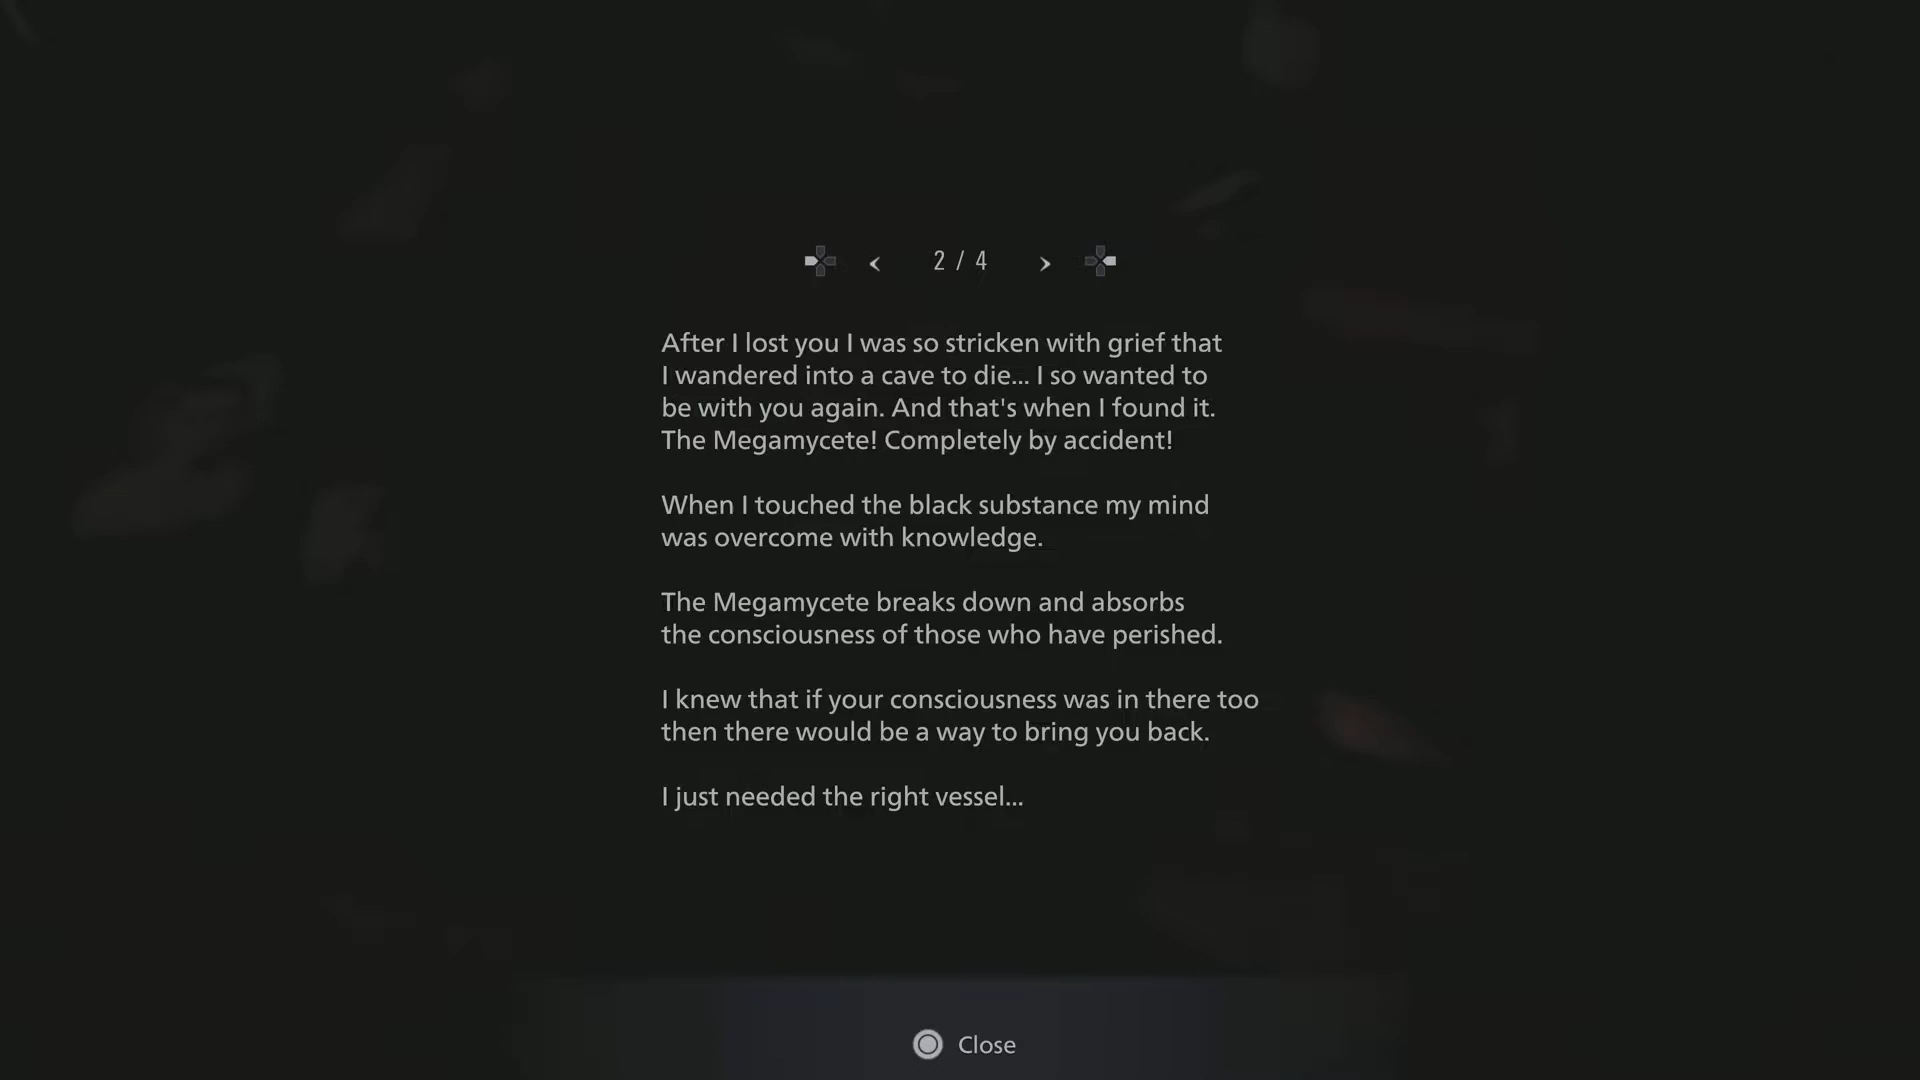 2 / 4
After I lost you I was so stricken with grief that
I wandered into a cave to die... I so wanted to
be with you again. And that's when I found it.
The Megamycete! Completely by accident!
When I touched the black substance my mind
was overcome with knowledge.
The Megamycete breaks down and absorbs
the consciousness of those who have perished.
I knew that if your consciousness was in there too
then there would be a way to bring you back.
I just needed the right vessel...
Close